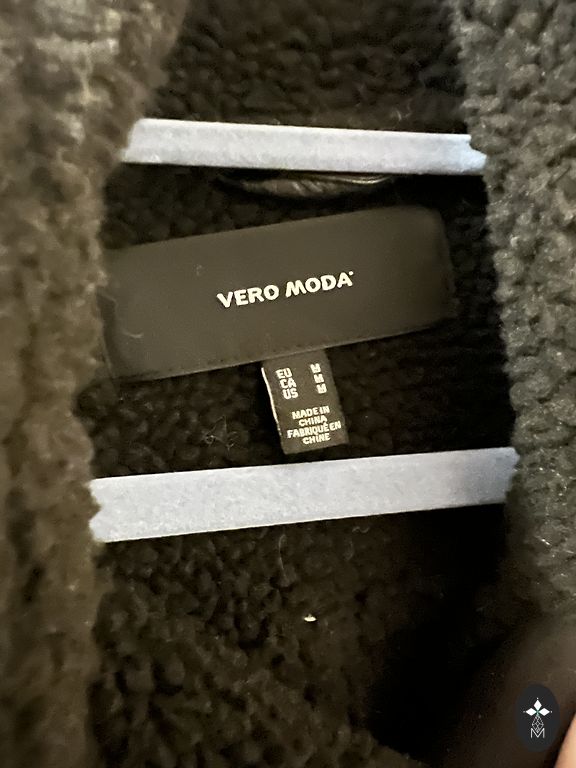 VERO MODA
EU M
CA M
US M
MADE IN
CHINA
FABRIQUÉ EN
CHINE
M